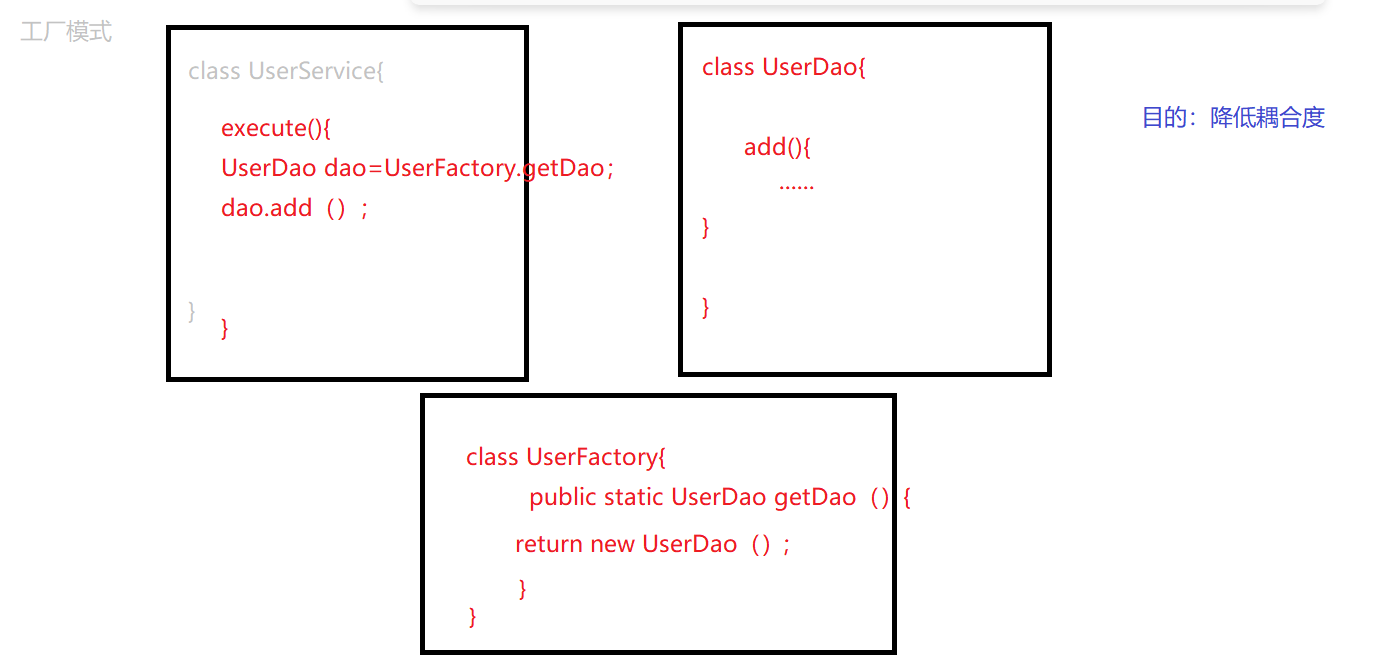 工厂模式
class UserService{
execute(){
UserDao dao=UserFactory.getDao；
dao.add（）；
}
}
class UserDao{
add(){
......
}
}
目的：降低耦合度
class UserFactory{
public static UserDao getDao（）{
return new UserDao（）；
}
}